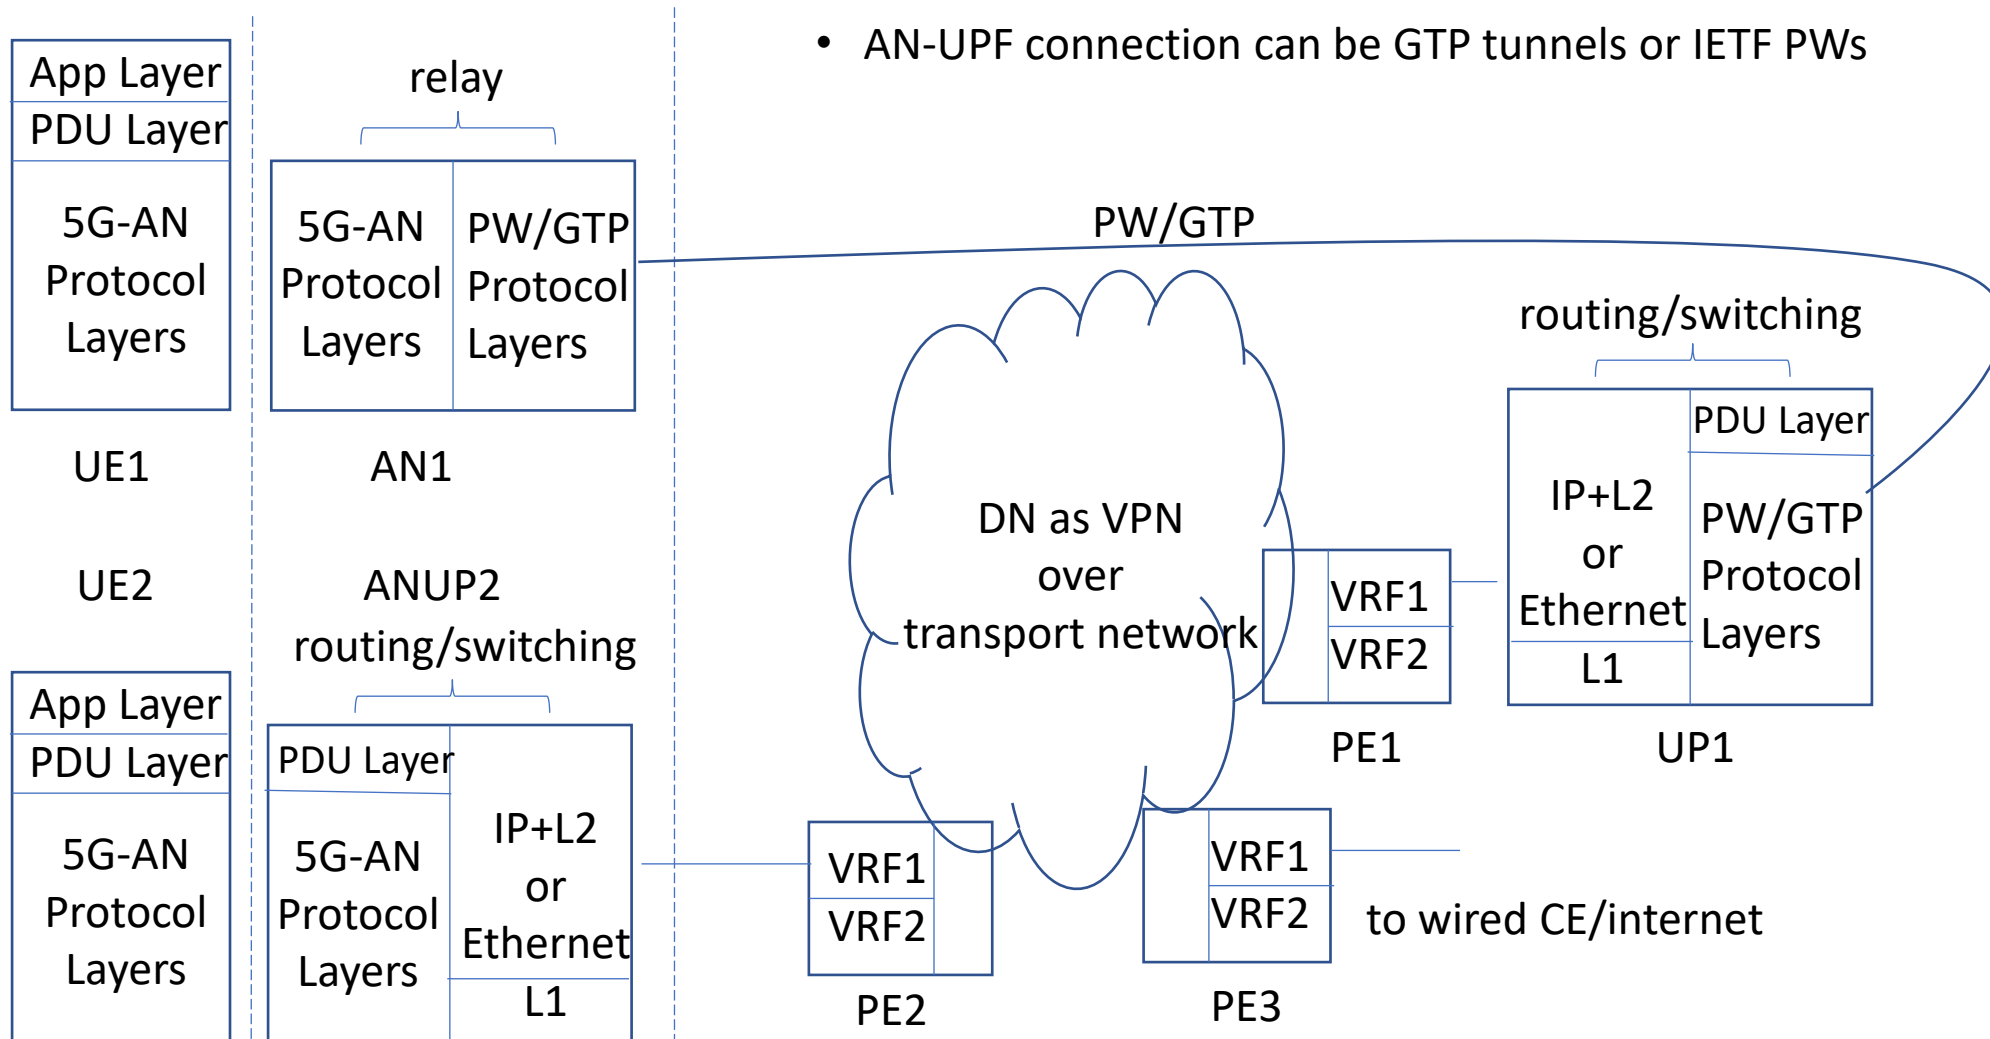 • AN-UPF connection can be GTP tunnels or IETF PWs
App Layer
PDU Layer
5G-AN
Protocol
Layers
UE1
relay
5G-AN
Protocol
Layers
PW/GTP
Protocol
Layers
AN1
PW/GTP
routing/switching
PDU Layer
IP+L2
or
Ethernet
L1
PW/GTP
Protocol
Layers
UP1
DN as VPN
over
transport network
VRF1
VRF2
PE1
UE2
App Layer
PDU Layer
5G-AN
Protocol
Layers
ANUP2
routing/switching
PDU Layer
5G-AN
Protocol
Layers
IP+L2
or
Ethernet
L1
VRF1
VRF2
PE2
VRF1
VRF2
PE3
to wired CE/internet